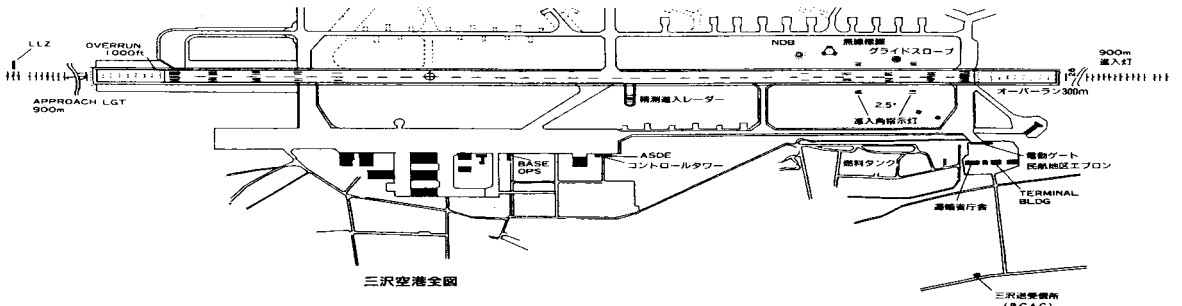 LLZ
OVERRUN
1000ft
APPROACH LGT
900m
NDB
無線標識
グライドスロープ
900m
進入灯
28
オーバーラン300m
精測進入レーダー
2.5°
進入角指示灯
BASE
OPS
ASDE
コントロールタワー
燃料タンク
電動ゲート
民航地区エプロン
TERMINAL
BLDG
運輸省庁舎
三沢空港全図
三沢送受信所